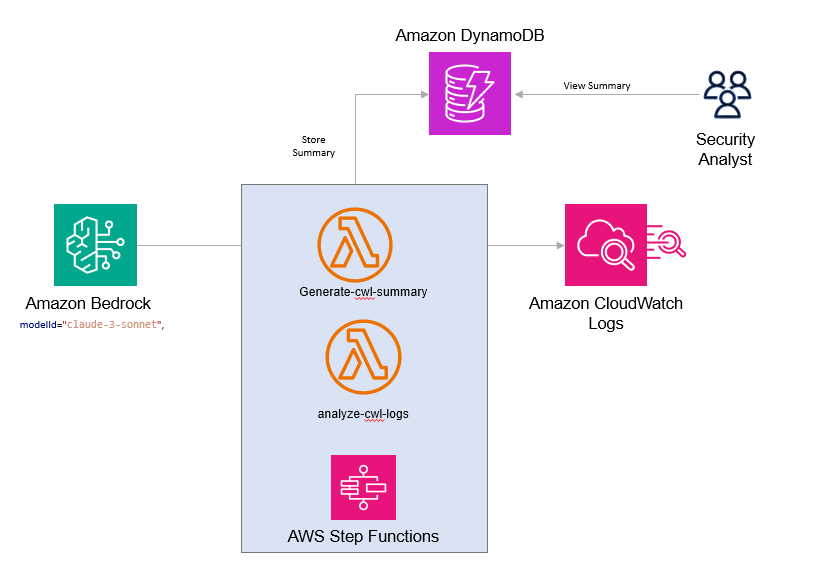 Amazon DynamoDB
View Summary
Store
Summary
Security
Analyst
Generate-cwl-summary
Amazon Bedrock
modelId="claude-3-sonnet",
Amazon CloudWatch
Logs
analyze-cwl-logs
AWS Step Functions